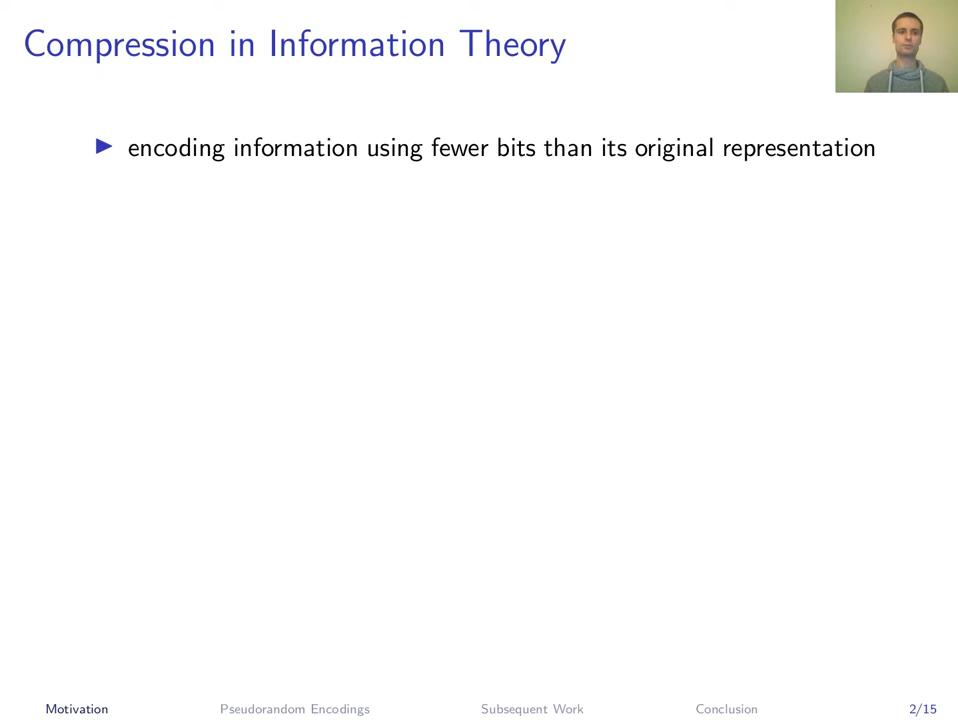 Compression in Information Theory
▶ encoding information using fewer bits than its original representation
Motivation Pseudorandom Encodings Subsequent Work Conclusion 2/15